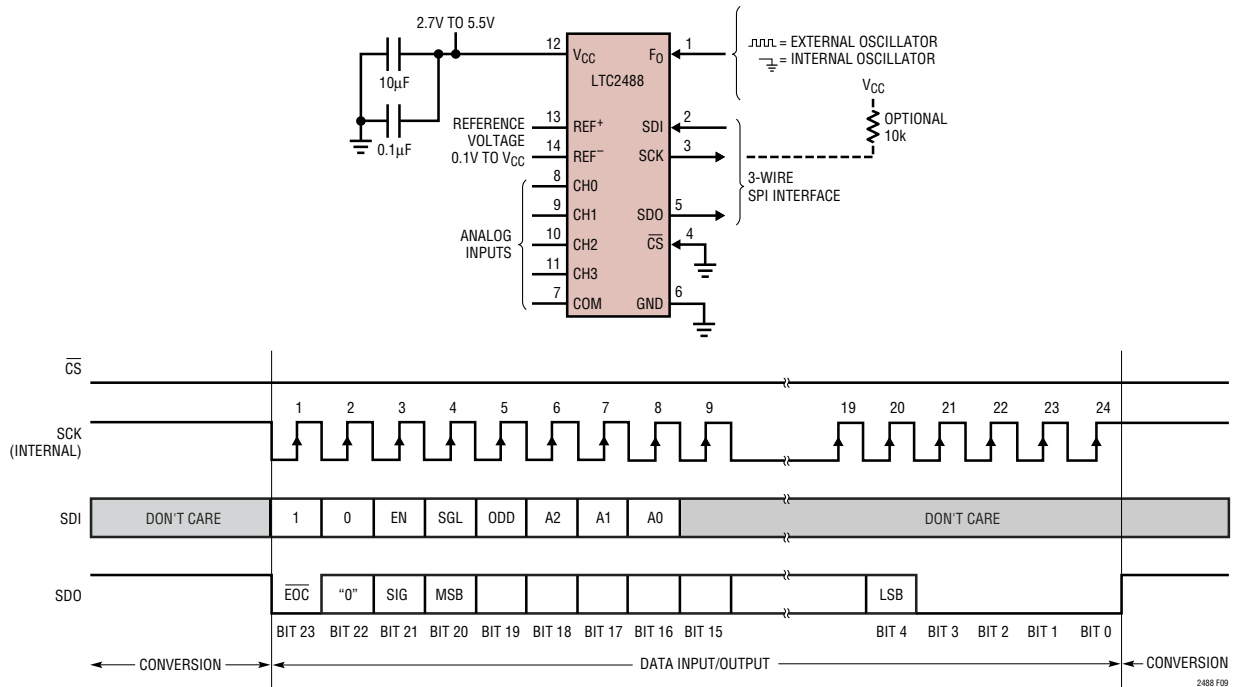 2.7V TO 5.5V
10µF
0.1µF
REFERENCE
VOLTAGE
0.1V TO VCC
ANALOG
INPUTS
12
13
14
8
9
10
11
7
VCC
FO
LTC2488
REF+
SDI
REF–
SCK
CH0
CH1
SDO
CH2
CS
CH3
COM
GND
1
2
3
5
4
6
= EXTERNAL OSCILLATOR
= INTERNAL OSCILLATOR
VCC
OPTIONAL
10k
3-WIRE
SPI INTERFACE
CS
SCK
(INTERNAL)
1 2 3 4 5 6 7 8 9 19 20 21 22 23 24
SDI
DON'T CARE 1 0 EN SGL ODD A2 A1 A0 DON'T CARE
SDO
EOC "0" SIG MSB LSB
BIT 23 BIT 22 BIT 21 BIT 20 BIT 19 BIT 18 BIT 17 BIT 16 BIT 15 BIT 4 BIT 3 BIT 2 BIT 1 BIT 0
CONVERSION DATA INPUT/OUTPUT CONVERSION
2488 F09